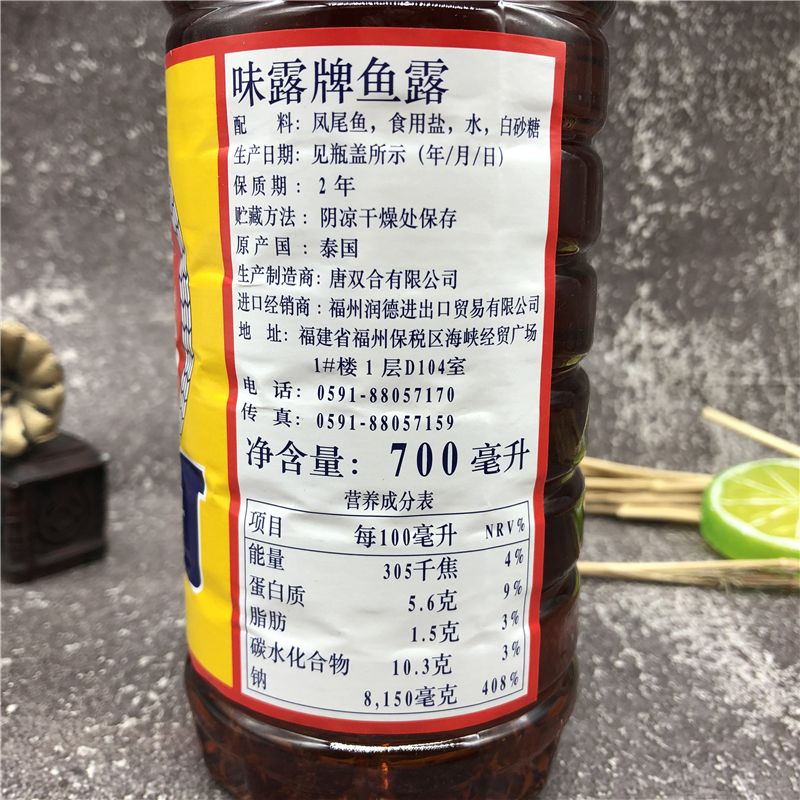 味露牌鱼露
配 料：凤尾鱼，食用盐，水，白砂糖
生产日期：见瓶盖所示（年/月/日）
保质期：2年
贮藏方法：阴凉干燥处保存
原产国：泰国
生产制造商：唐双合有限公司
进口经销商：福州润德进出口贸易有限公司
地 址：福建省福州保税区海峡经贸广场
1#楼1层D104室
电 话：0591-88057170
传 真：0591-88057159
净含量：700毫升
营养成分表
项目 每100毫升 NRV%
能量 305千焦 4%
蛋白质 5.6克 9%
脂肪 1.5克 3%
碳水化合物 10.3克 3%
钠 8,150毫克 408%